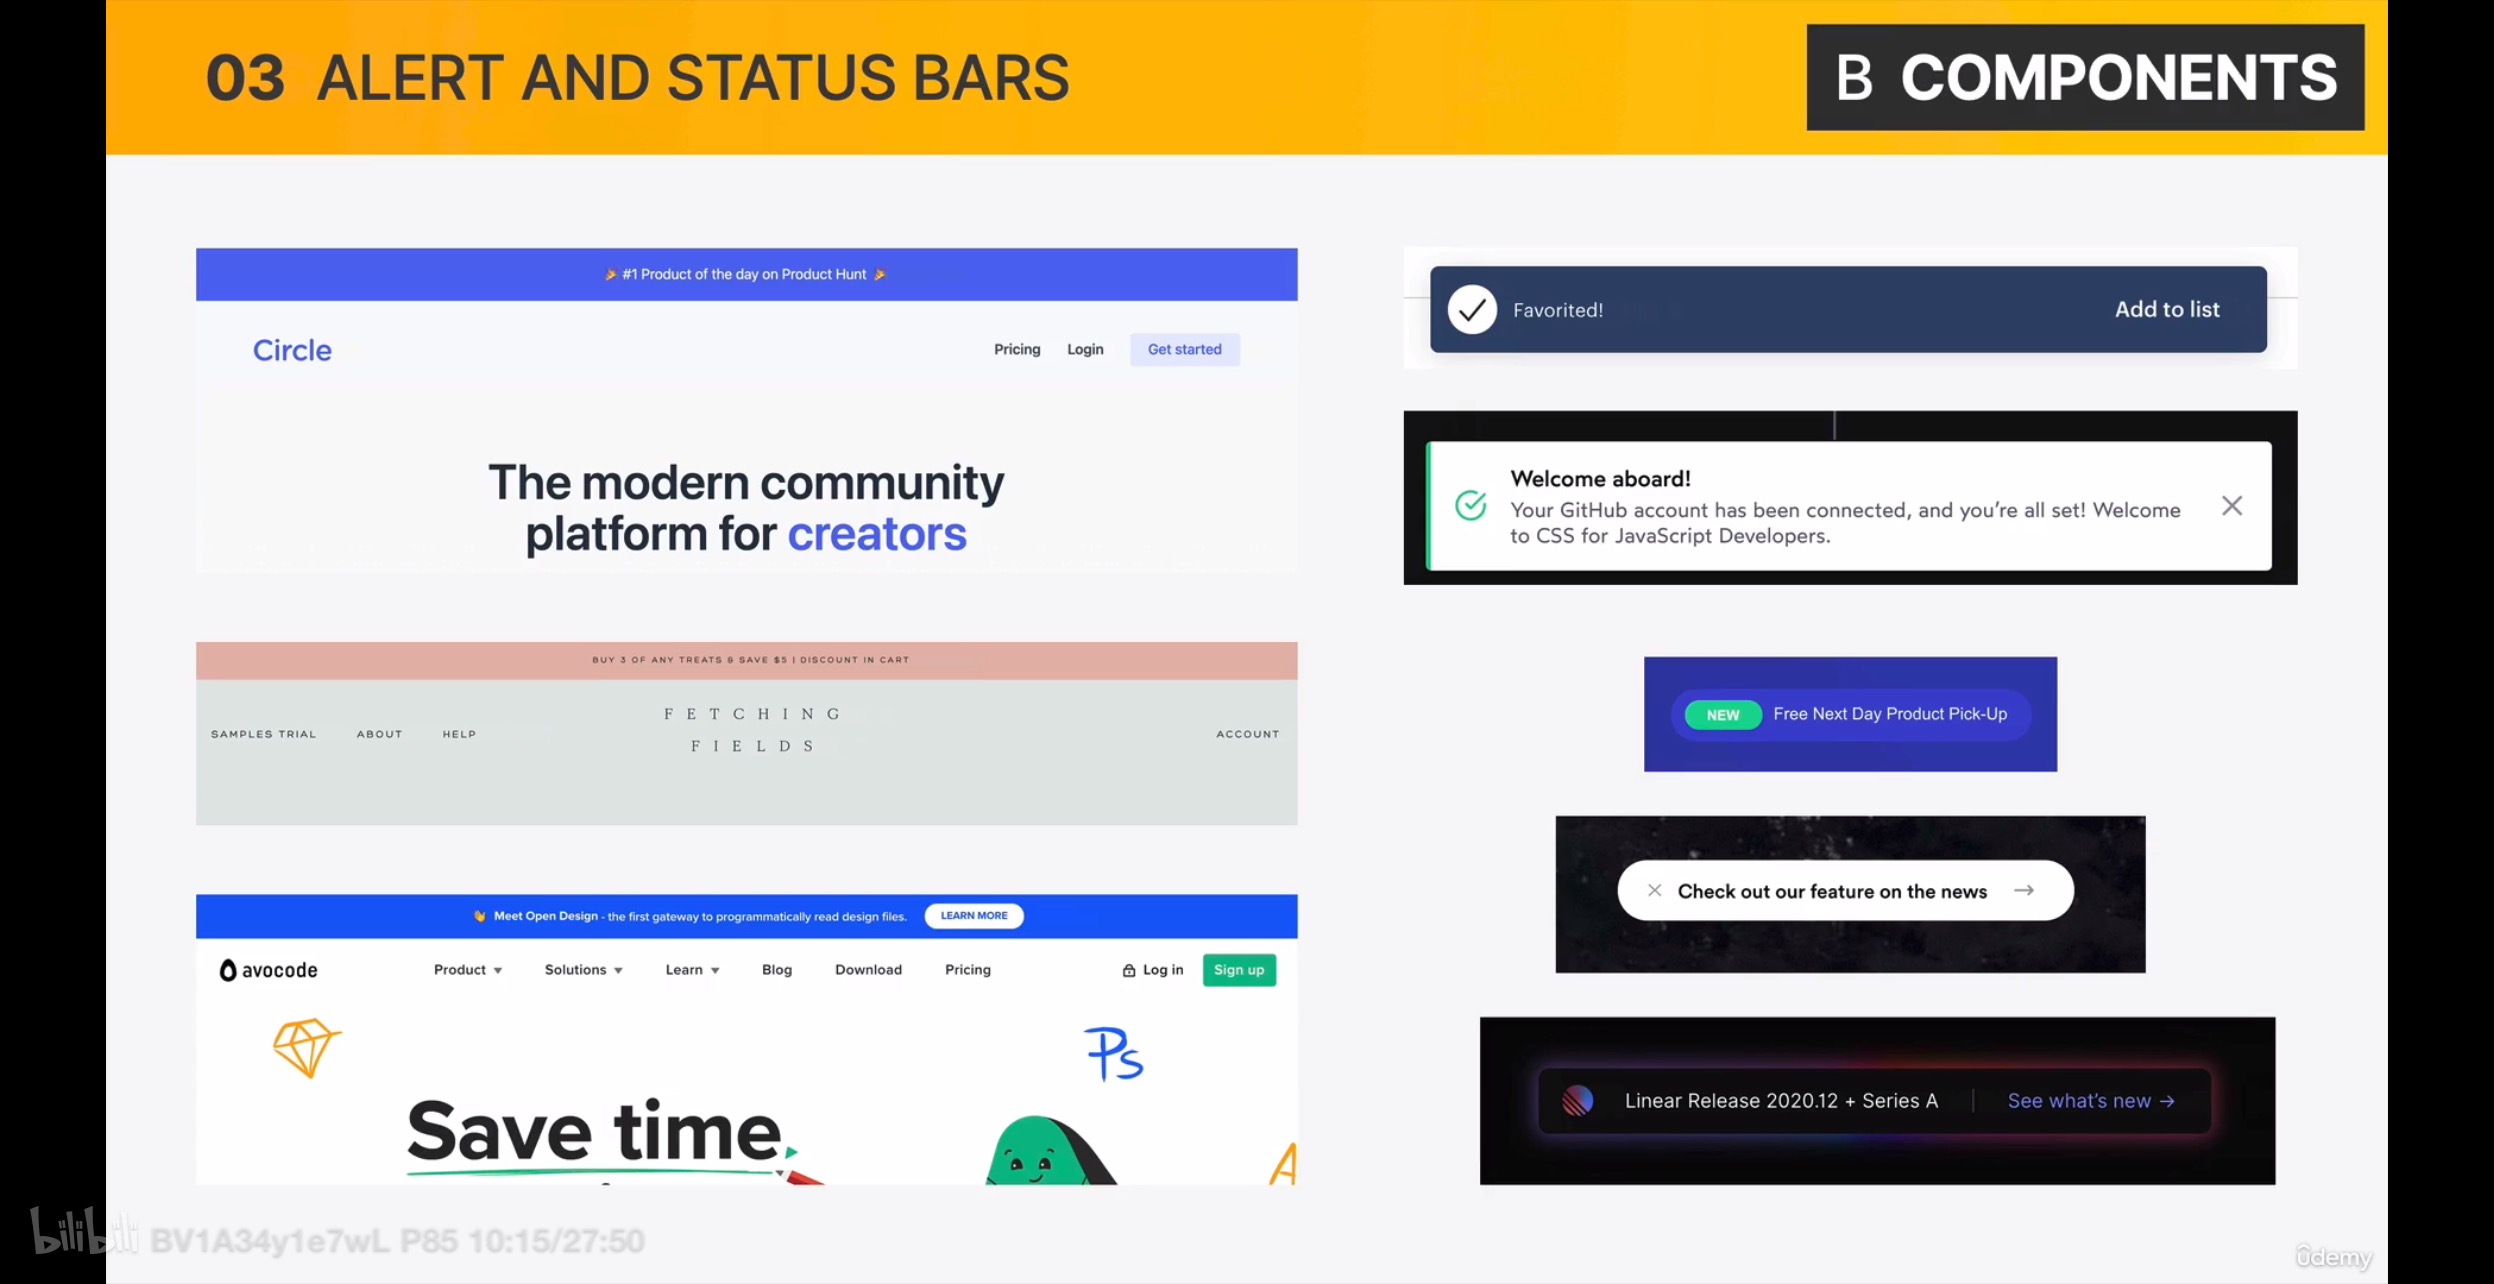 03 ALERT AND STATUS BARS
B COMPONENTS
🎉 #1 Product of the day on Product Hunt 🎉
Circle
Pricing Login Get started
The modern community
platform for creators
BUY 3 OF ANY TREATS & SAVE $5 | DISCOUNT IN CART
SAMPLES TRIAL ABOUT HELP
FETCHING
FIELDS
ACCOUNT
👋 Meet Open Design - the first gateway to programmatically read design files. LEARN MORE
avocode
Product Solutions Learn Blog Download Pricing
Log in Sign up
Ps
Save time
A
Favorited! Add to list
Welcome aboard!
Your GitHub account has been connected, and you're all set! Welcome
to CSS for JavaScript Developers.
NEW Free Next Day Product Pick-Up
× Check out our feature on the news →
Linear Release 2020.12 + Series A | See what's new →
bilibili BV1A34y1e7wL P85 10:15/27:50
ûdemy